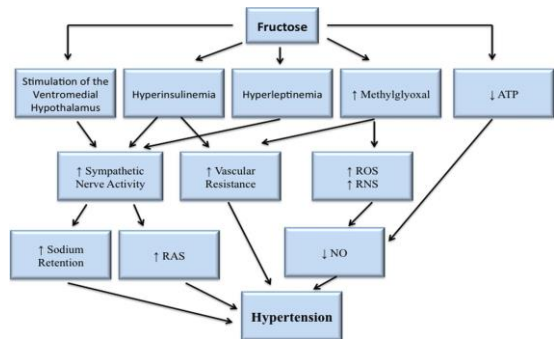 Fructose
Stimulation of the
Ventromedial
Hypothalamus
Hyperinsulinemia
Hyperleptinemia
↑ Methylglyoxal
↓ ATP
↑ Sympathetic
Nerve Activity
↑ Vascular
Resistance
↑ ROS
↑ RNS
↑ Sodium
Retention
↑ RAS
↓ NO
Hypertension